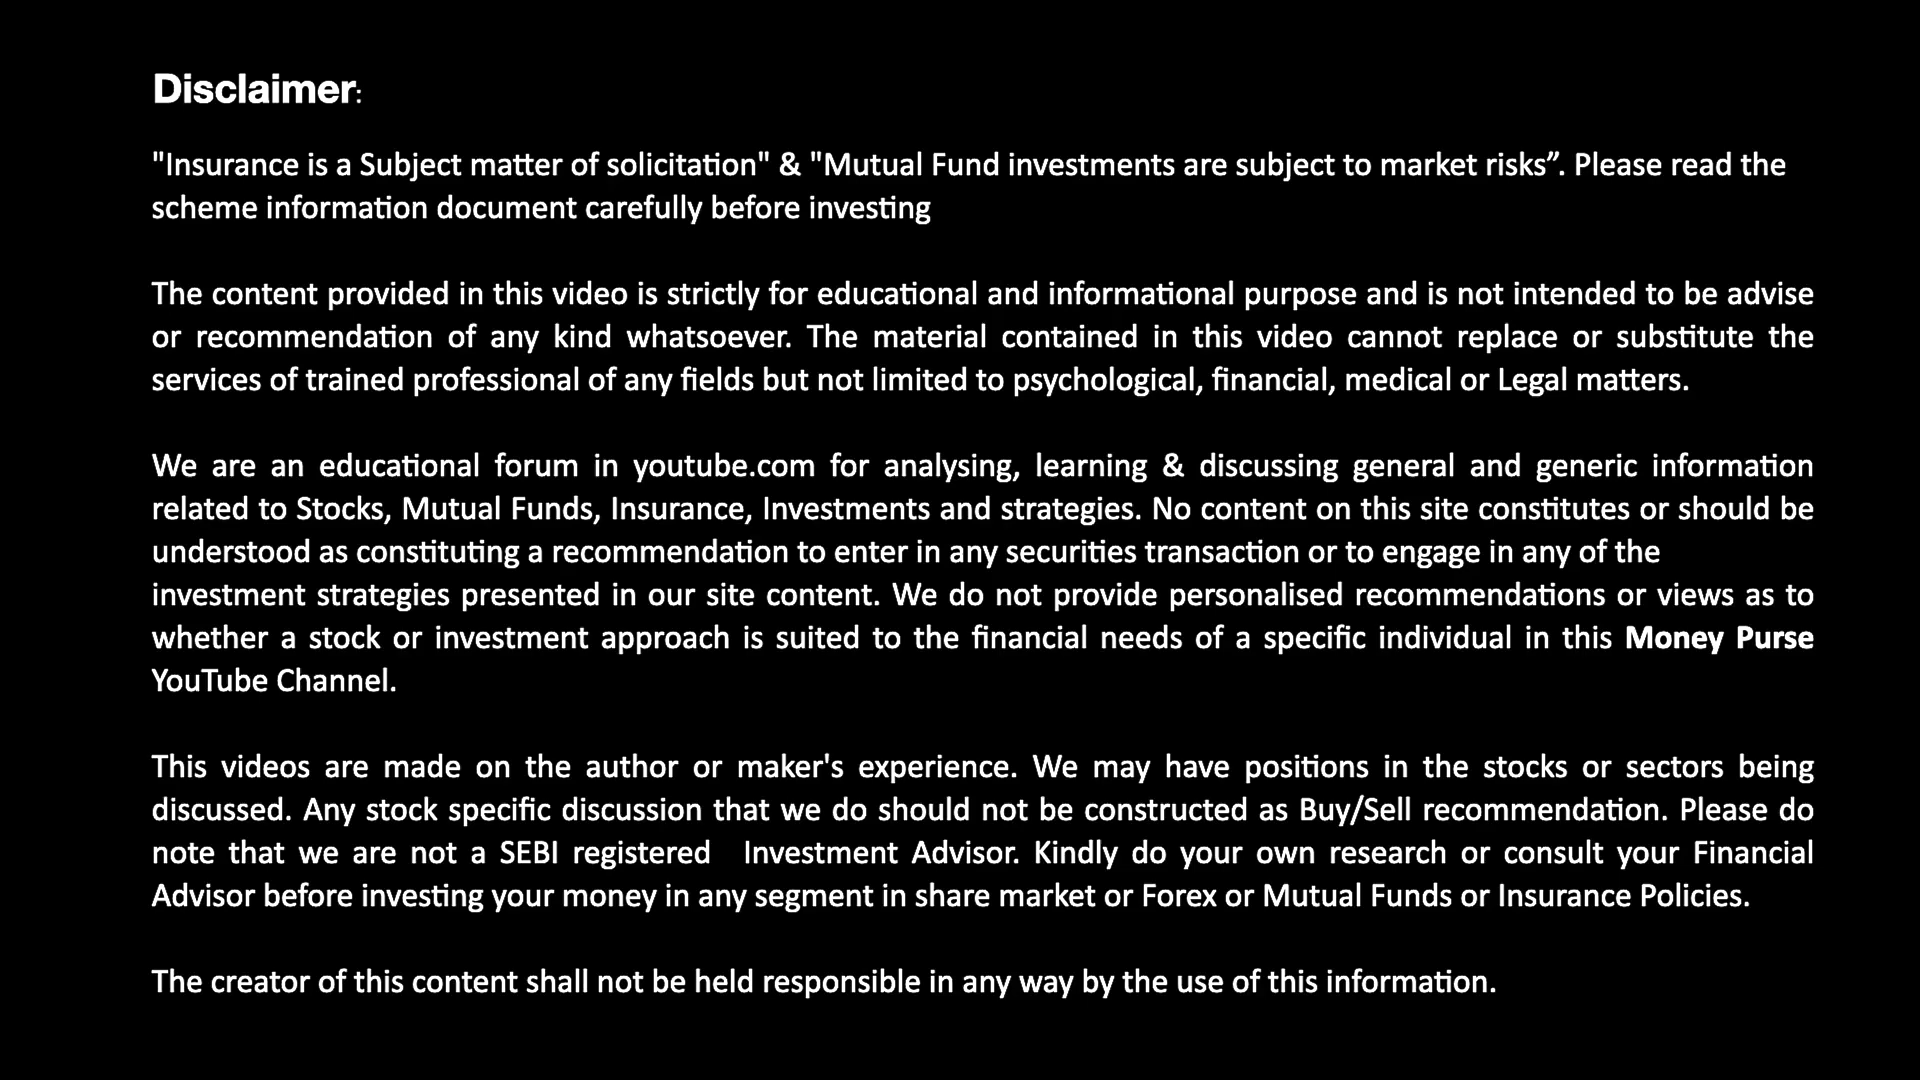 Disclaimer:
"Insurance is a Subject matter of solicitation" & "Mutual Fund investments are subject to market risks”. Please read the
scheme information document carefully before investing
The content provided in this video is strictly for educational and informational purpose and is not intended to be advise
or recommendation of any kind whatsoever. The material contained in this video cannot replace or substitute the
services of trained professional of any fields but not limited to psychological, financial, medical or Legal matters.
We are an educational forum in youtube.com for analysing, learning & discussing general and generic information
related to Stocks, Mutual Funds, Insurance, Investments and strategies. No content on this site constitutes or should be
understood as constituting a recommendation to enter in any securities transaction or to engage in any of the
investment strategies presented in our site content. We do not provide personalised recommendations or views as to
whether a stock or investment approach is suited to the financial needs of a specific individual in this Money Purse
YouTube Channel.
This videos are made on the author or maker's experience. We may have positions in the stocks or sectors being
discussed. Any stock specific discussion that we do should not be constructed as Buy/Sell recommendation. Please do
note that we are not a SEBI registered Investment Advisor. Kindly do your own research or consult your Financial
Advisor before investing your money in any segment in share market or Forex or Mutual Funds or Insurance Policies.
The creator of this content shall not be held responsible in any way by the use of this information.